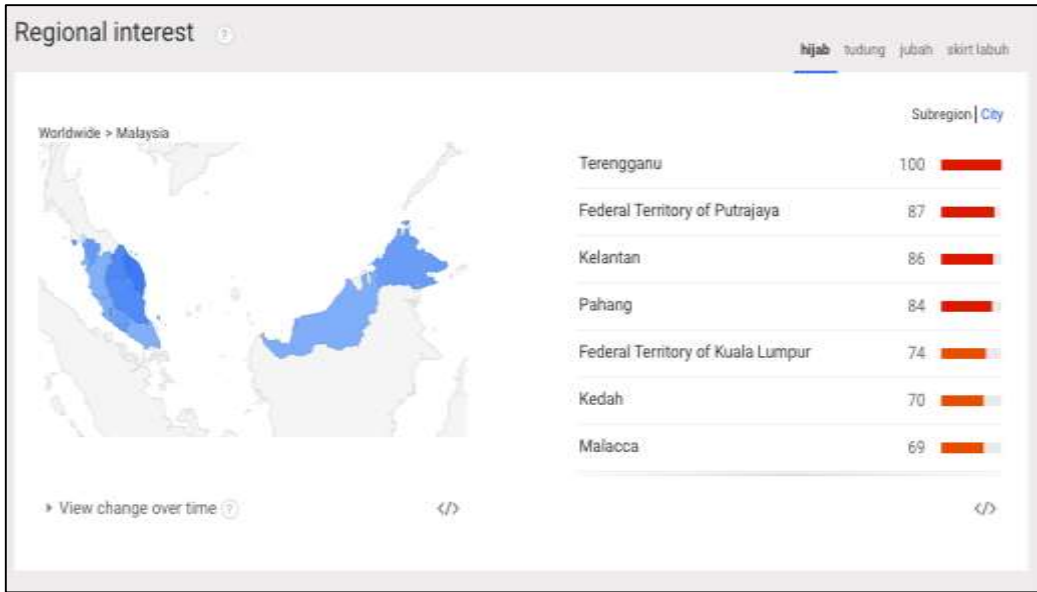 Regional interest ?
hijab tudung jubah skirt labuh
Subregion | City
Worldwide > Malaysia
Terengganu 100
Federal Territory of Putrajaya 87
Kelantan 86
Pahang 84
Federal Territory of Kuala Lumpur 74
Kedah 70
Malacca 69
View change over time ? </> </>